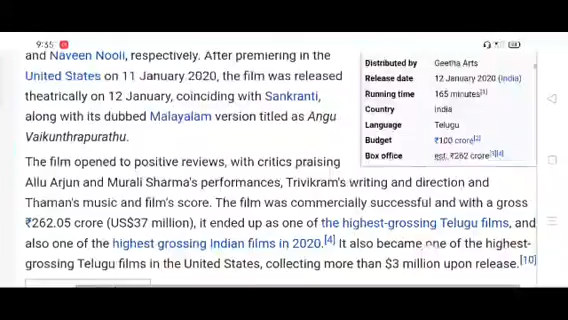 9:35
and Naveen Nooli, respectively. After premiering in the
United States on 11 January 2020, the film was released
theatrically on 12 January, coinciding with Sankranti,
along with its dubbed Malayalam version titled as Angu
Vaikunthrapurathu.
Distributed by Geetha Arts
Release date 12 January 2020 (India)
Running time 165 minutes[1]
Country India
Language Telugu
Budget ₹100 crore[2]
Box office est. ₹262 crore[3][4]
The film opened to positive reviews, with critics praising
Allu Arjun and Murali Sharma's performances, Trivikram's writing and direction and
Thaman's music and film's score. The film was commercially successful and with a gross
₹262.05 crore (US$37 million), it ended up as one of the highest-grossing Telugu films, and
also one of the highest grossing Indian films in 2020.[4] It also became one of the highest-
grossing Telugu films in the United States, collecting more than $3 million upon release.[10]